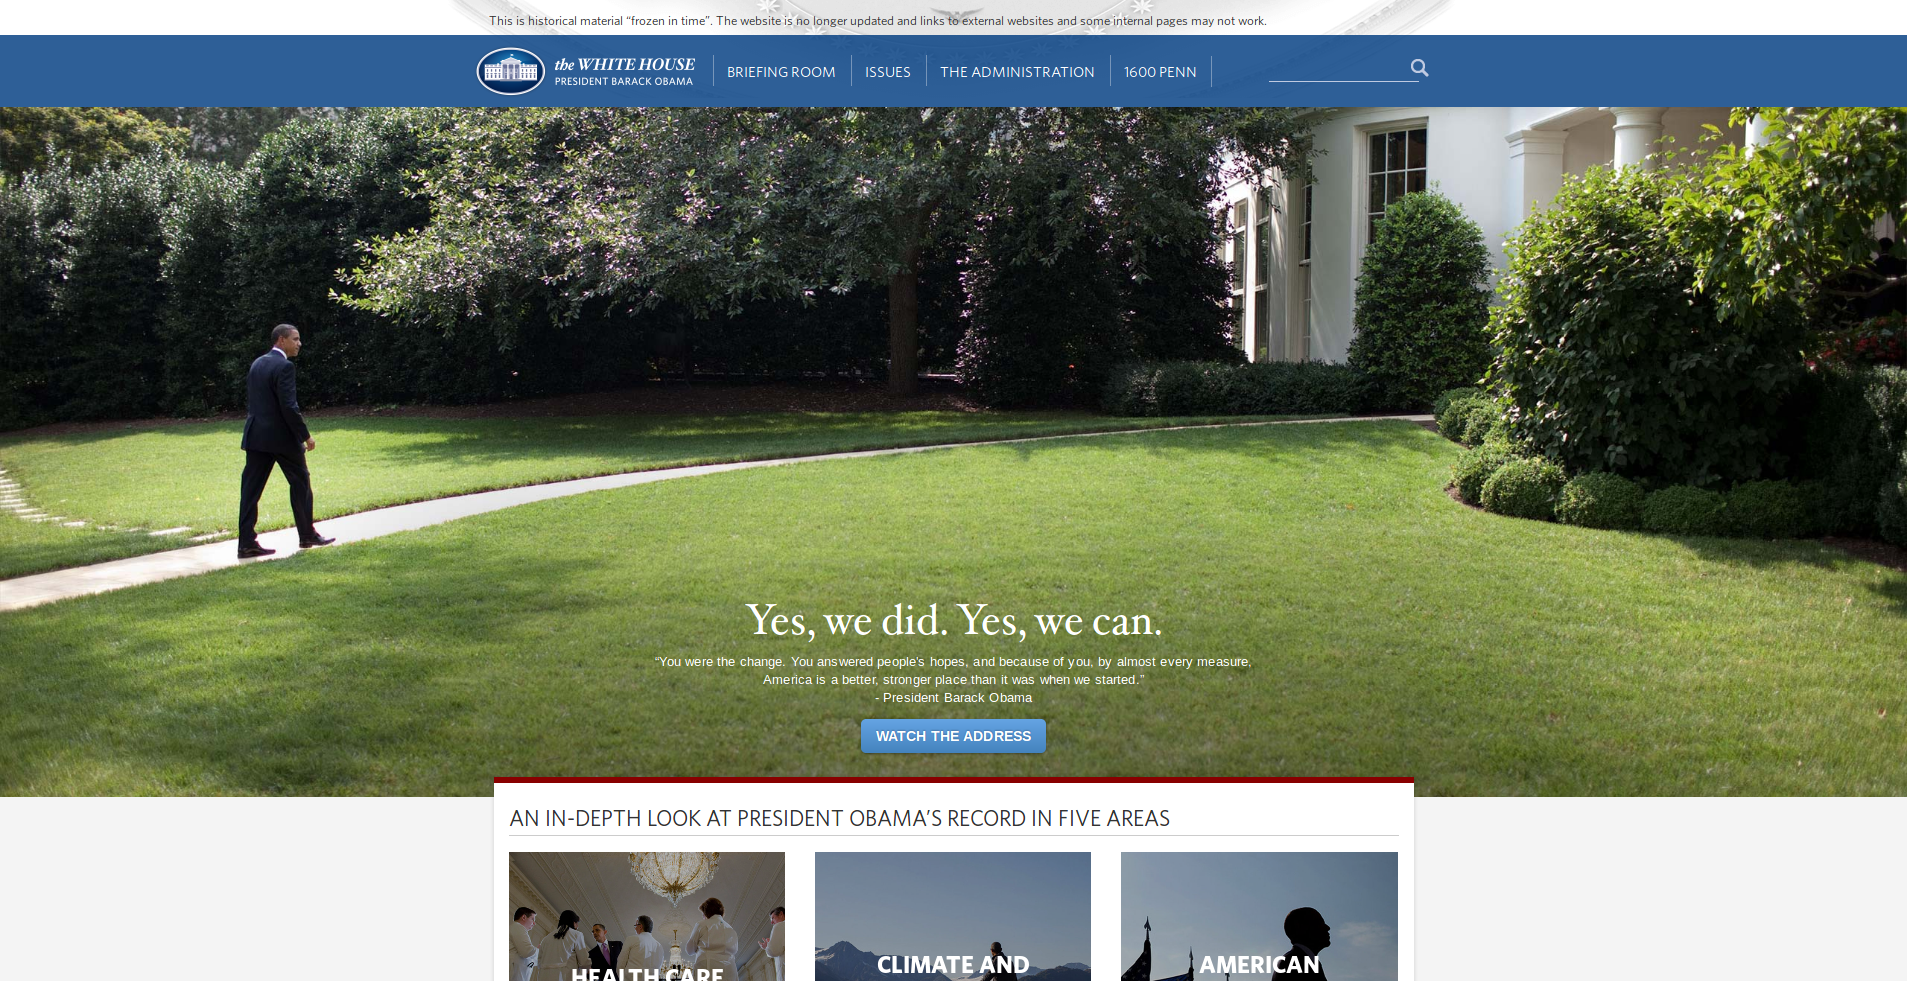 This is historical material “frozen in time”. The website is no longer updated and links to external websites and some internal pages may not work.
the WHITE HOUSE
PRESIDENT BARACK OBAMA
BRIEFING ROOM
ISSUES
THE ADMINISTRATION
1600 PENN
Yes, we did. Yes, we can.
“You were the change. You answered people's hopes, and because of you, by almost every measure,
America is a better, stronger place than it was when we started.”
- President Barack Obama
WATCH THE ADDRESS
AN IN-DEPTH LOOK AT PRESIDENT OBAMA’S RECORD IN FIVE AREAS
HEALTH CARE
CLIMATE AND
AMERICAN